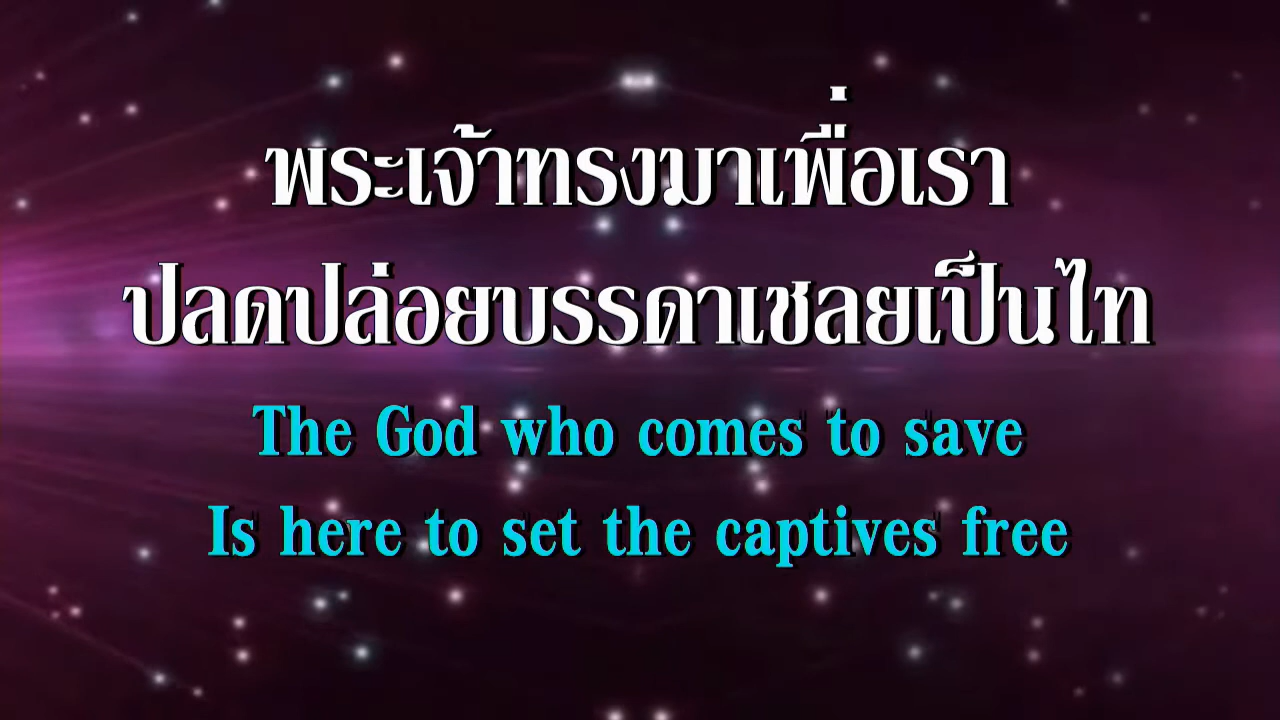 พระเจ้าทรงมาเพื่อเรา
ปลดปล่อยบรรดาเชลยเป็นไท
The God who comes to save
Is here to set the captives free